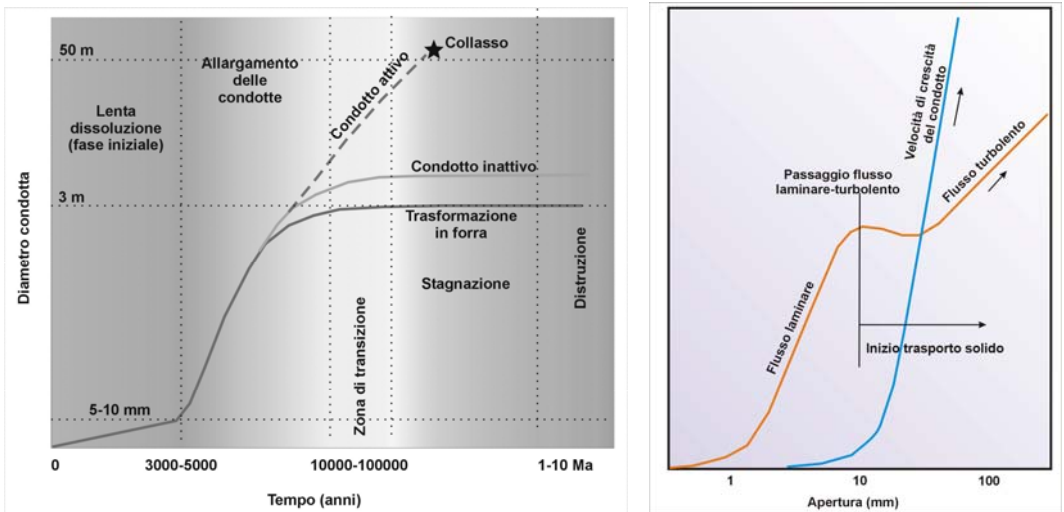 50 m
Collasso
Allargamento
delle
condotte
Condotto attivo
Lenta
dissoluzione
(fase iniziale)
Condotto inattivo
3 m
Trasformazione
in forra
Stagnazione
Distruzione
Zona di transizione
5-10 mm
Diametro condotta
0
3000-5000
10000-100000
1-10 Ma
Tempo (anni)
Velocità di crescità
del condotto
Flusso turbolento
Passaggio flusso
laminare-turbolento
Flusso laminare
Inizio trasporto solido
1
10
100
Apertura (mm)